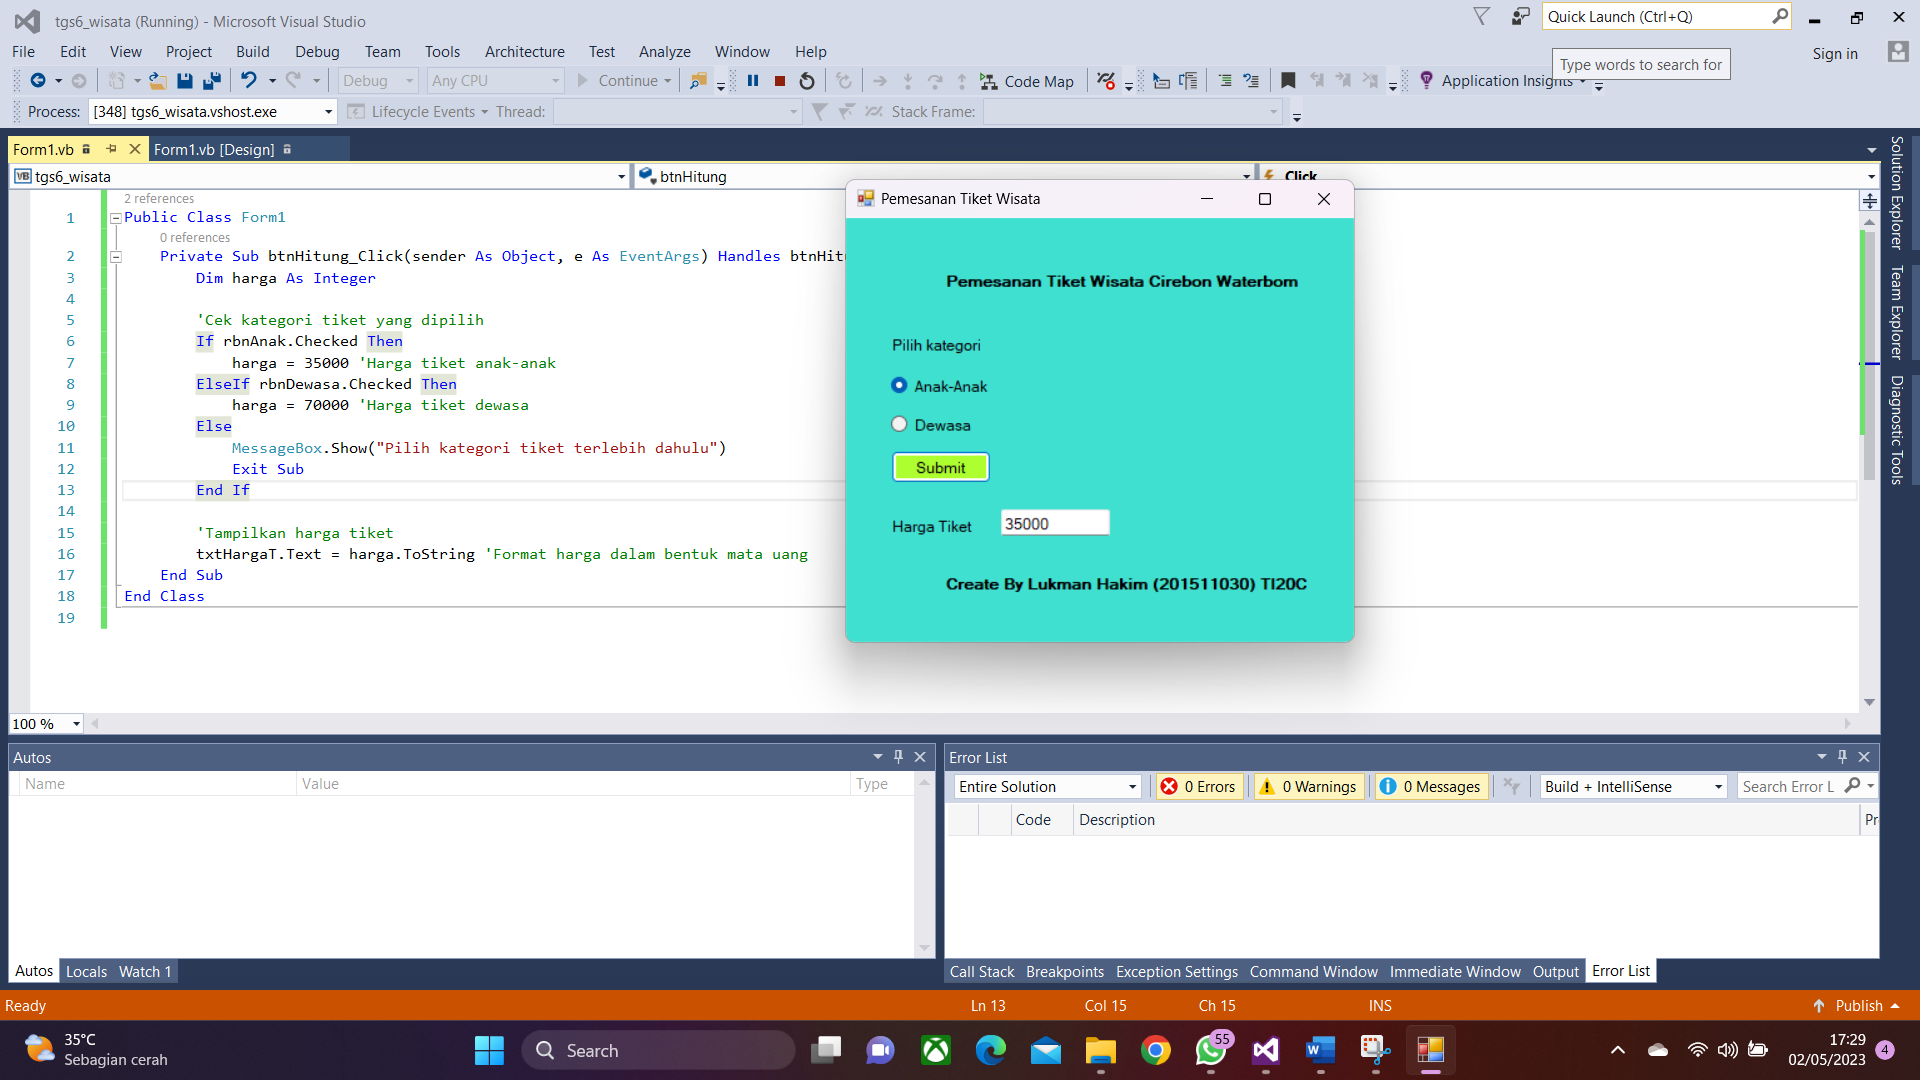 tgs6_wisata (Running) - Microsoft Visual Studio
Quick Launch (Ctrl+Q)
File Edit View Project Build Debug Team Tools Architecture Test Analyze Window Help
Sign in
Type words to search for
Debug Any CPU Continue Code Map Application Insights
Process: [348] tgs6_wisata.vshost.exe Lifecycle Events Thread: Stack Frame:
Form1.vb Form1.vb [Design]
VB tgs6_wisata btnHitung Click
2 references
1 Public Class Form1
0 references
2 Private Sub btnHitung_Click(sender As Object, e As EventArgs) Handles btnHitu
3 Dim harga As Integer
4
5 'Cek kategori tiket yang dipilih
6 If rbnAnak.Checked Then
7 harga = 35000 'Harga tiket anak-anak
8 ElseIf rbnDewasa.Checked Then
9 harga = 70000 'Harga tiket dewasa
10 Else
11 MessageBox.Show("Pilih kategori tiket terlebih dahulu")
12 Exit Sub
13 End If
14
15 'Tampilkan harga tiket
16 txtHargaT.Text = harga.ToString 'Format harga dalam bentuk mata uang
17 End Sub
18 End Class
19
100 %
Pemesanan Tiket Wisata
Pemesanan Tiket Wisata Cirebon Waterbom
Pilih kategori
Anak-Anak
Dewasa
Submit
Harga Tiket 35000
Create By Lukman Hakim (201511030) TI20C
Solution Explorer
Team Explorer
Diagnostic Tools
Autos
Name Value Type
Autos Locals Watch 1
Error List
Entire Solution 0 Errors 0 Warnings 0 Messages Build + IntelliSense Search Error L
Code Description Pr
Call Stack Breakpoints Exception Settings Command Window Immediate Window Output Error List
Ready Ln 13 Col 15 Ch 15 INS Publish
35°C
Sebagian cerah
Search
55
17:29
02/05/2023
4